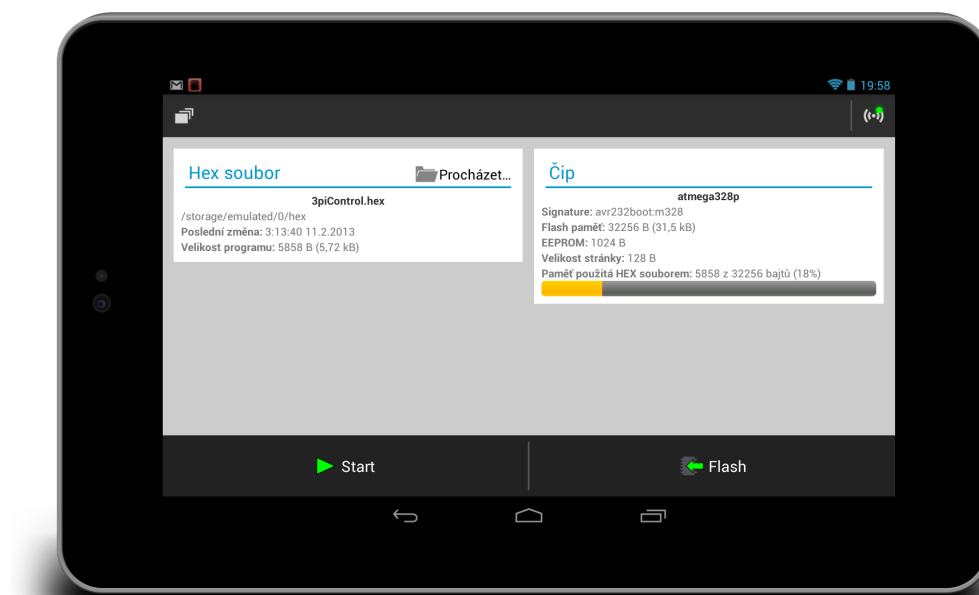 19:58
Hex soubor
Procházet...
3piControl.hex
/storage/emulated/0/hex
Poslední změna: 3:13:40 11.2.2013
Velikost programu: 5858 B (5,72 kB)
Čip
atmega328p
Signature: avr232boot:m328
Flash paměť: 32256 B (31,5 kB)
EEPROM: 1024 B
Velikost stránky: 128 B
Paměť použitá HEX souborem: 5858 z 32256 bajtů (18%)
Start
Flash